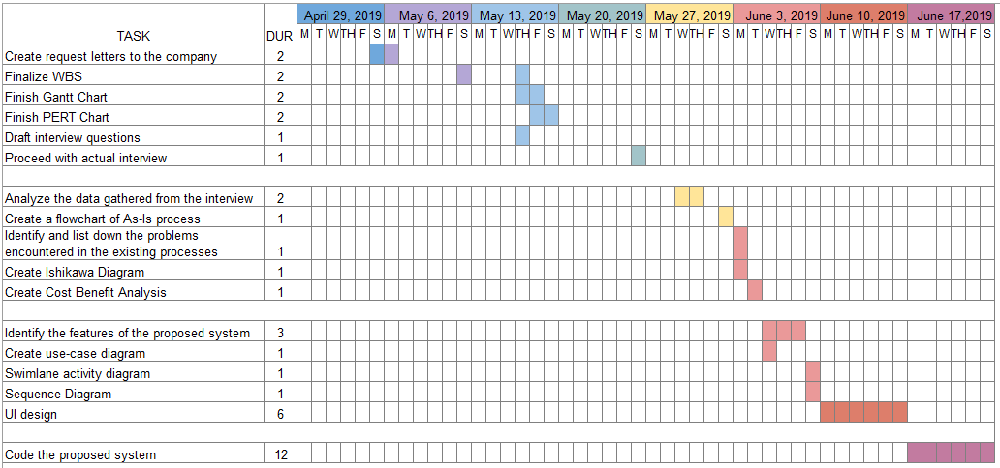 April 29, 2019 May 6, 2019 May 13, 2019 May 20, 2019 May 27, 2019 June 3, 2019 June 10, 2019 June 17,2019
TASK DUR M T W TH F S M T W TH F S M T W TH F S M T W TH F S M T W TH F S M T W TH F S M T W TH F S M T W TH F S
Create request letters to the company 2
Finalize WBS 2
Finish Gantt Chart 2
Finish PERT Chart 2
Draft interview questions 1
Proceed with actual interview 1
Analyze the data gathered from the interview 2
Create a flowchart of As-Is process 1
Identify and list down the problems
encountered in the existing processes 1
Create Ishikawa Diagram 1
Create Cost Benefit Analysis 1
Identify the features of the proposed system 3
Create use-case diagram 1
Swimlane activity diagram 1
Sequence Diagram 1
UI design 6
Code the proposed system 12